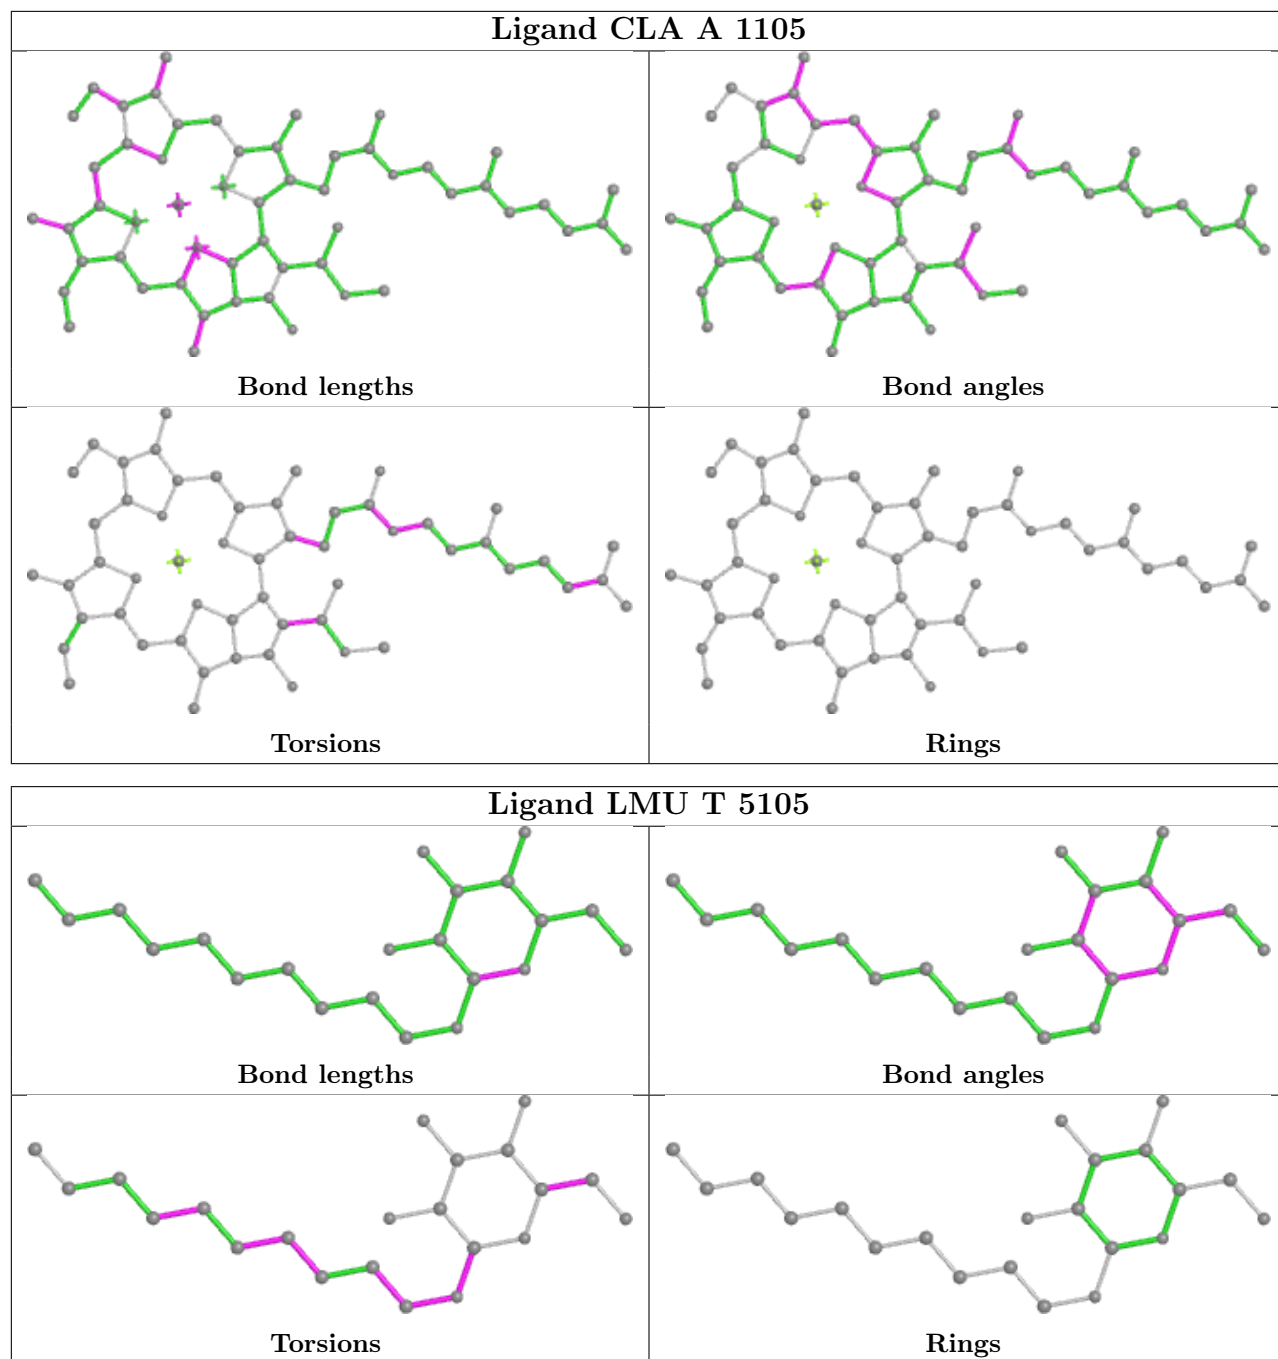 Ligand CLA A 1105
Bond lengths
Bond angles
Torsions
Rings
Ligand LMU T 5105
Bond lengths
Bond angles
Torsions
Rings